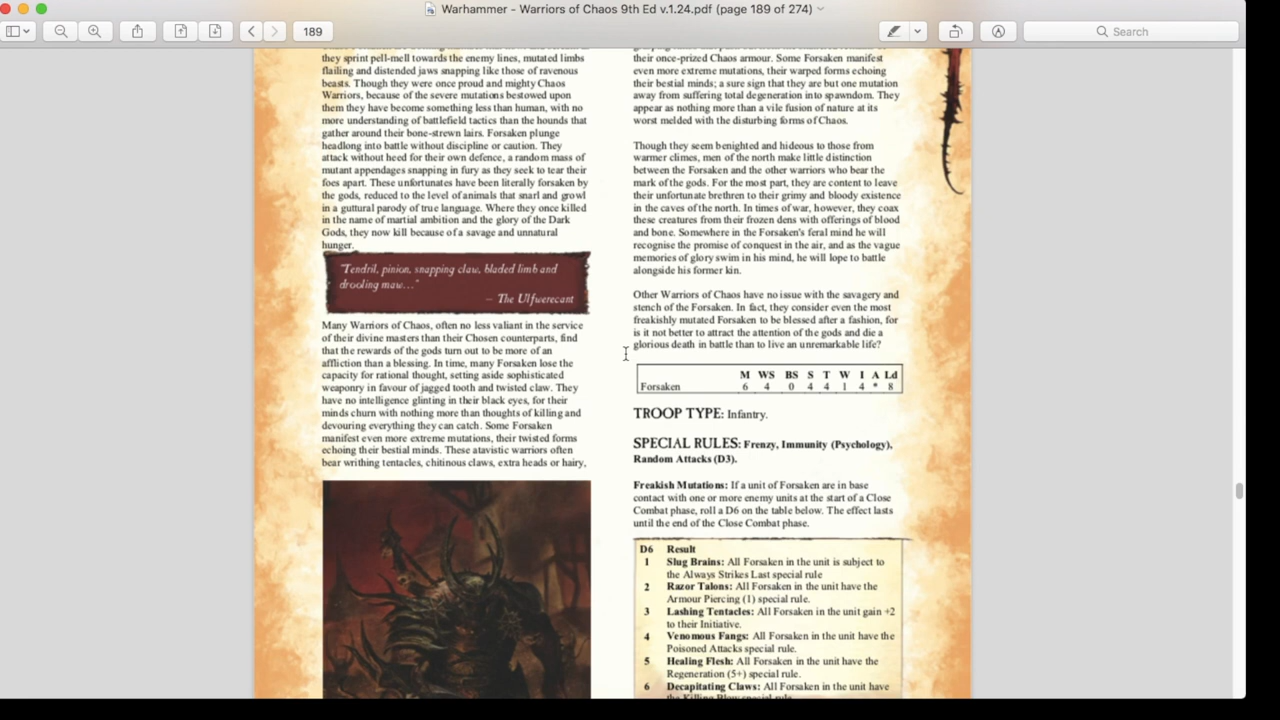 Warhammer - Warriors of Chaos 9th Ed v.1.24.pdf (page 189 of 274)
189
Search
they sprint pell-mell towards the enemy lines, mutated limbs
flailing and distended jaws snapping like those of ravenous
beasts. Though they were once proud and mighty Chaos
Warriors, because of the severe mutations bestowed upon
them they have become something less than human, with no
more understanding of battlefield tactics than the hounds that
gather around their bone-strewn lairs. Forsaken plunge
headlong into battle without discipline or caution. They
attack without heed for their own defence, a random mass of
mutant appendages snapping in fury as they seek to tear their
foes apart. These unfortunates have been literally forsaken by
the gods, reduced to the level of animals that snarl and growl
in a guttural parody of true language. Where they once killed
in the name of martial ambition and the glory of the Dark
Gods, they now kill because of a savage and unnatural
hunger.
"Tendril, pinion, snapping claw, bladed limb and
drooling maw..."
– The Ulfwerecant
Many Warriors of Chaos, often no less valiant in the service
of their divine masters than their Chosen counterparts, find
that the rewards of the gods turn out to be more of an
affliction than a blessing. In time, many Forsaken lose the
capacity for rational thought, setting aside sophisticated
weaponry in favour of jagged tooth and twisted claw. They
have no intelligence glinting in their black eyes, for their
minds churn with nothing more than thoughts of killing and
devouring everything they can catch. Some Forsaken
manifest even more extreme mutations, their twisted forms
echoing their bestial minds. These atavistic warriors often
bear writhing tentacles, chitinous claws, extra heads or hairy,
their once-prized Chaos armour. Some Forsaken manifest
even more extreme mutations, their warped forms echoing
their bestial minds; a sure sign that they are but one mutation
away from suffering total degeneration into spawndom. They
appear as nothing more than a vile fusion of nature at its
worst melded with the disturbing forms of Chaos.
Though they seem benighted and hideous to those from
warmer climes, men of the north make little distinction
between the Forsaken and the other warriors who bear the
mark of the gods. For the most part, they are content to leave
their unfortunate brethren to their grimy and bloody existence
in the caves of the north. In times of war, however, they coax
these creatures from their frozen dens with offerings of blood
and bone. Somewhere in the Forsaken's feral mind he will
recognise the promise of conquest in the air, and as the vague
memories of glory swim in his mind, he will lope to battle
alongside his former kin.
Other Warriors of Chaos have no issue with the savagery and
stench of the Forsaken. In fact, they consider even the most
freakishly mutated Forsaken to be blessed after a fashion, for
is it not better to attract the attention of the gods and die a
glorious death in battle than to live an unremarkable life?
M WS BS S T W I A Ld
Forsaken 6 4 0 4 4 1 4 * 8
TROOP TYPE: Infantry.
SPECIAL RULES: Frenzy, Immunity (Psychology),
Random Attacks (D3).
Freakish Mutations: If a unit of Forsaken are in base
contact with one or more enemy units at the start of a Close
Combat phase, roll a D6 on the table below. The effect lasts
until the end of the Close Combat phase.
D6 Result
1 Slug Brains: All Forsaken in the unit is subject to
the Always Strikes Last special rule
2 Razor Talons: All Forsaken in the unit have the
Armour Piercing (1) special rule.
3 Lashing Tentacles: All Forsaken in the unit gain +2
to their Initiative.
4 Venomous Fangs: All Forsaken in the unit have the
Poisoned Attacks special rule.
5 Healing Flesh: All Forsaken in the unit have the
Regeneration (5+) special rule.
6 Decapitating Claws: All Forsaken in the unit have
the Killing Blow special rule.